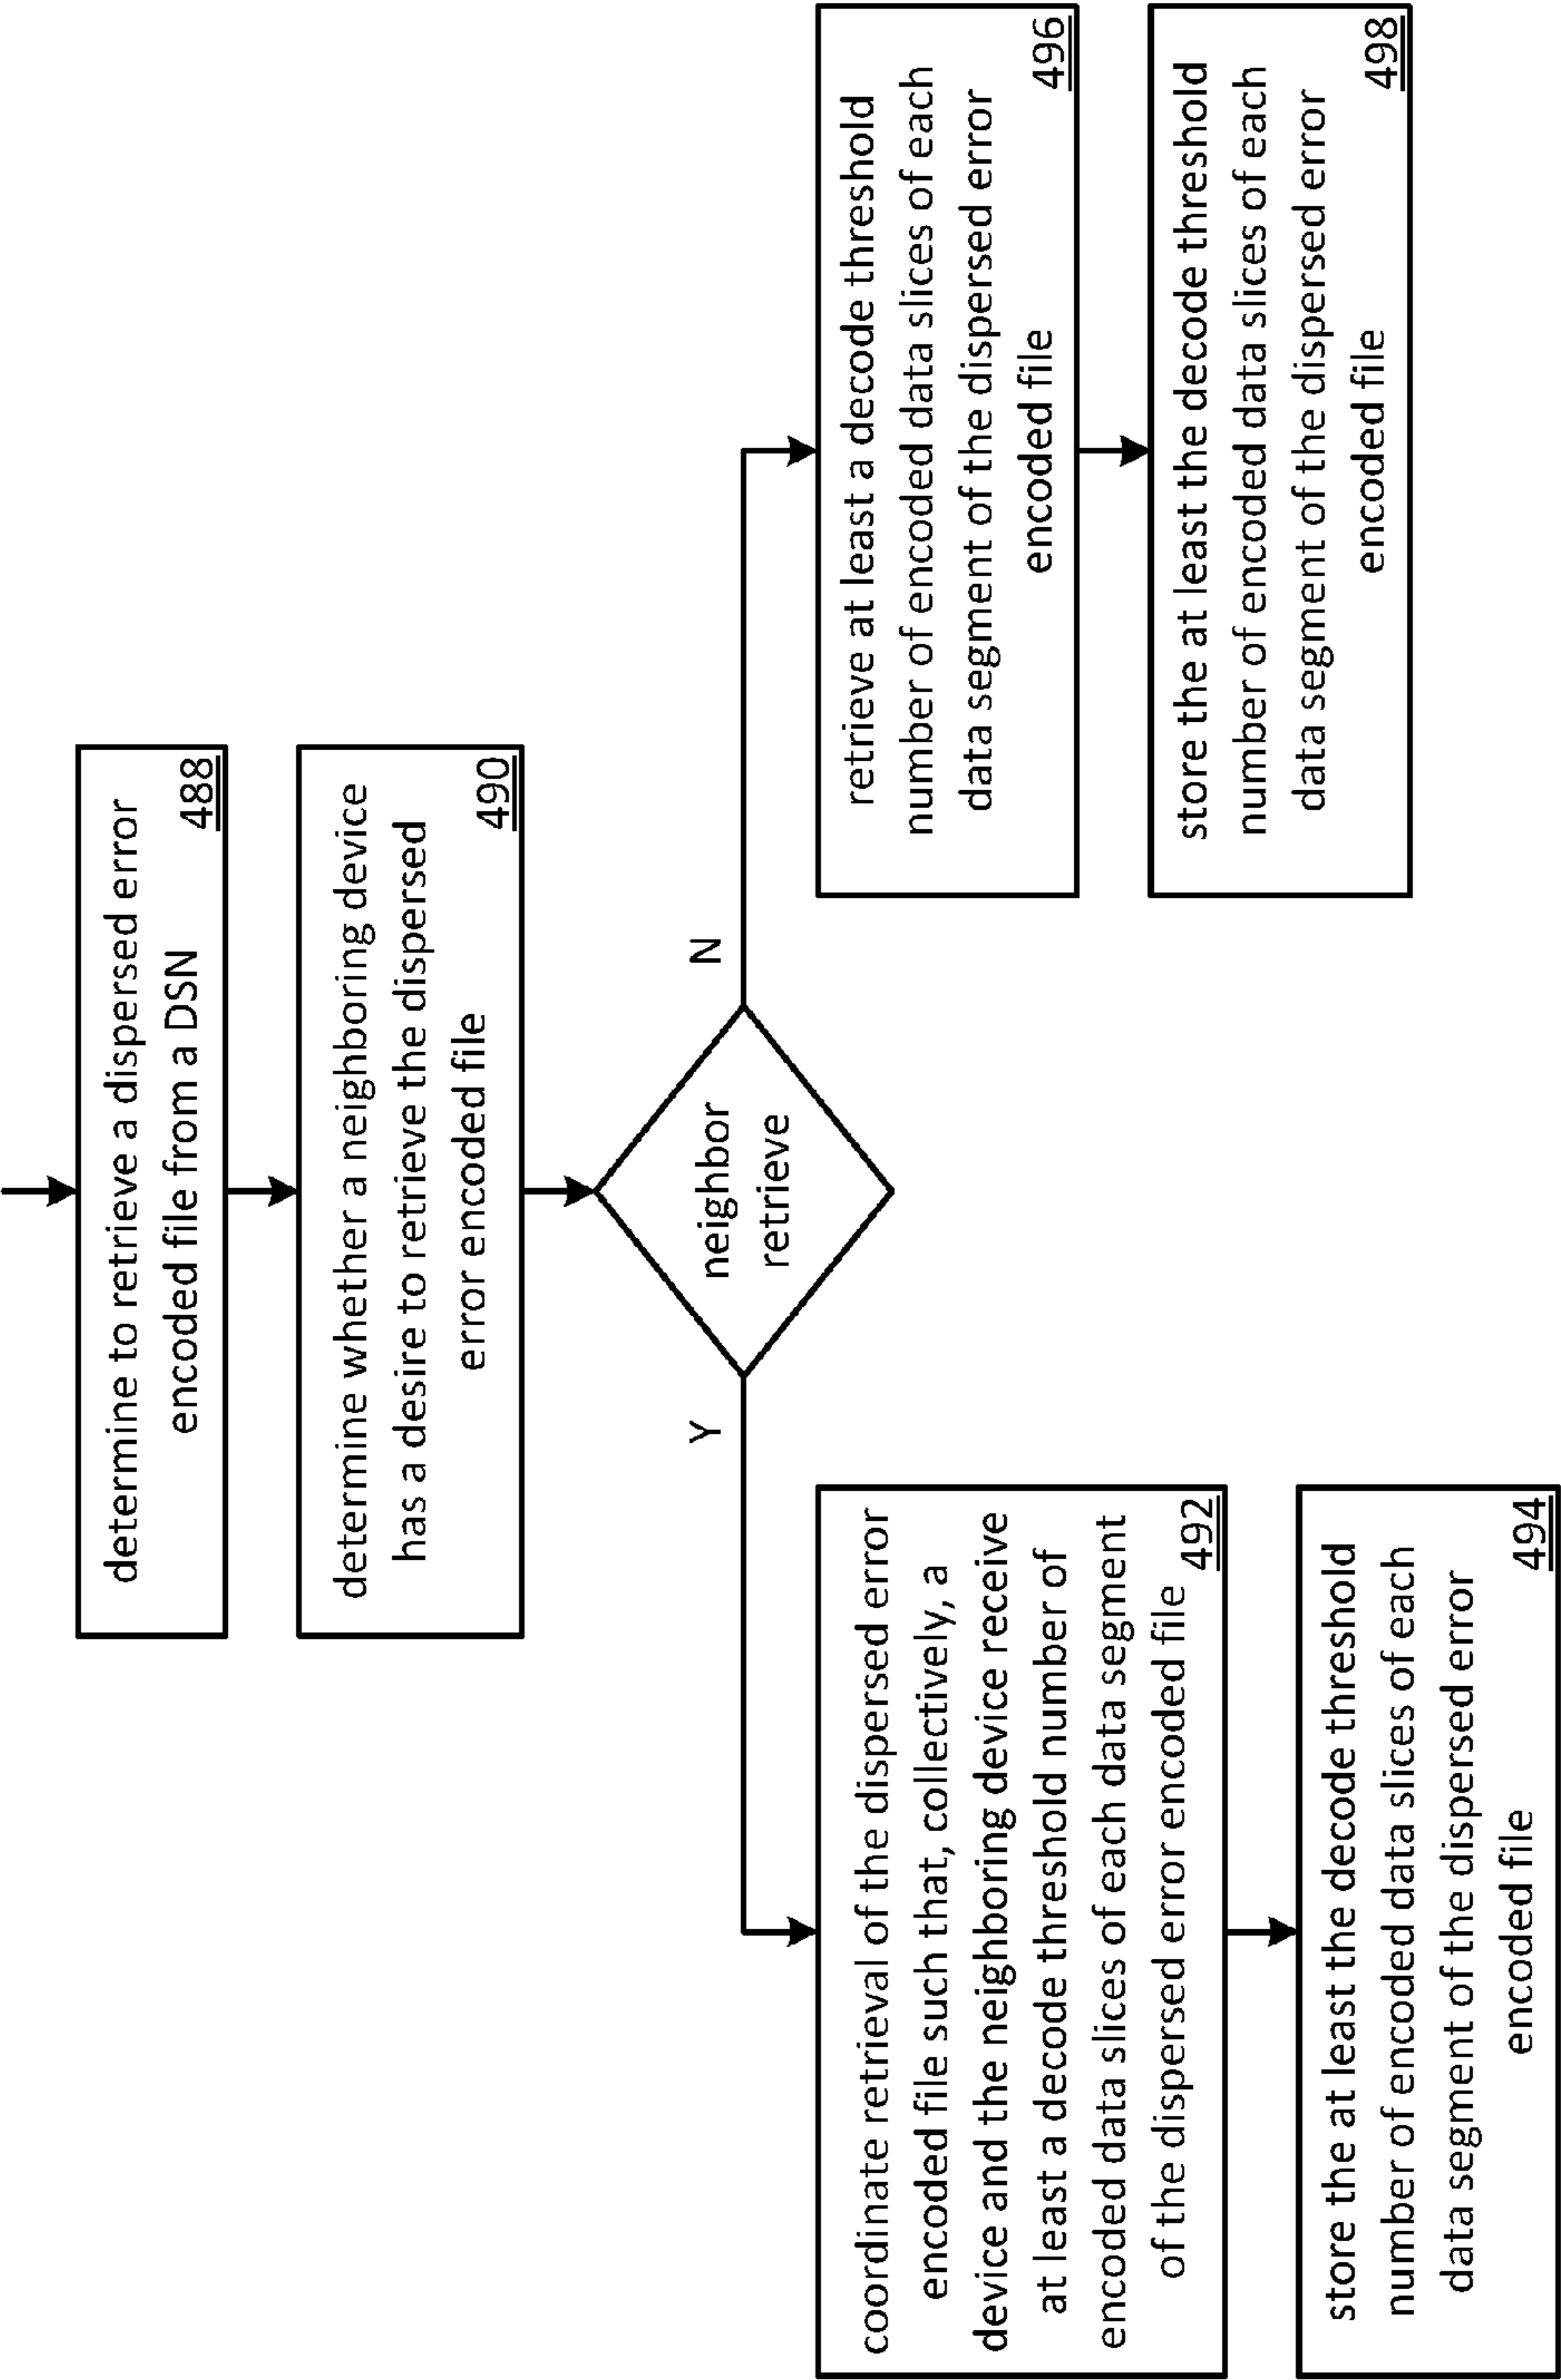 determine to retrieve a dispersed error
encoded file from a DSN
488
determine whether a neighboring device
has a desire to retrieve the dispersed
error encoded file
490
neighbor
retrieve
Y
N
coordinate retrieval of the dispersed error
encoded file such that, collectively, a
device and the neighboring device receive
at least a decode threshold number of
encoded data slices of each data segment
of the dispersed error encoded file
492
store the at least the decode threshold
number of encoded data slices of each
data segment of the dispersed error
encoded file
494
retrieve at least a decode threshold
number of encoded data slices of each
data segment of the dispersed error
encoded file
496
store the at least the decode threshold
number of encoded data slices of each
data segment of the dispersed error
encoded file
498